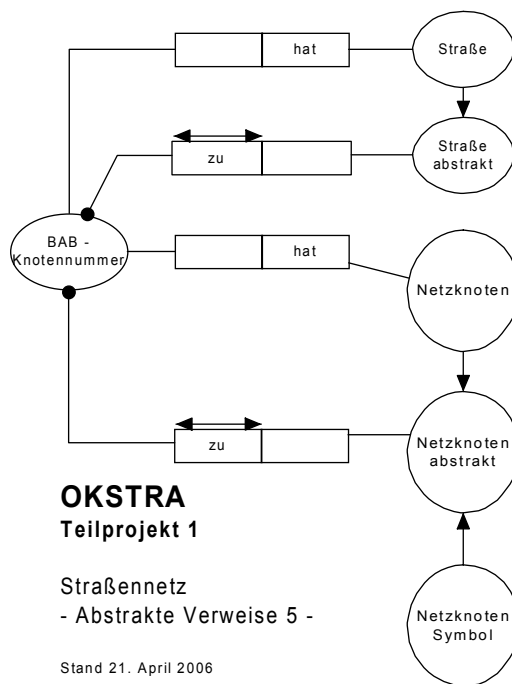 hat
Straße
zu
Straße
abstrakt
BAB -
Knotennummer
hat
Netzknoten
zu
Netzknoten
abstrakt
OKSTRA
Teilprojekt 1
Straßennetz
- Abstrakte Verweise 5 -
Netzknoten
Symbol
Stand 21. April 2006